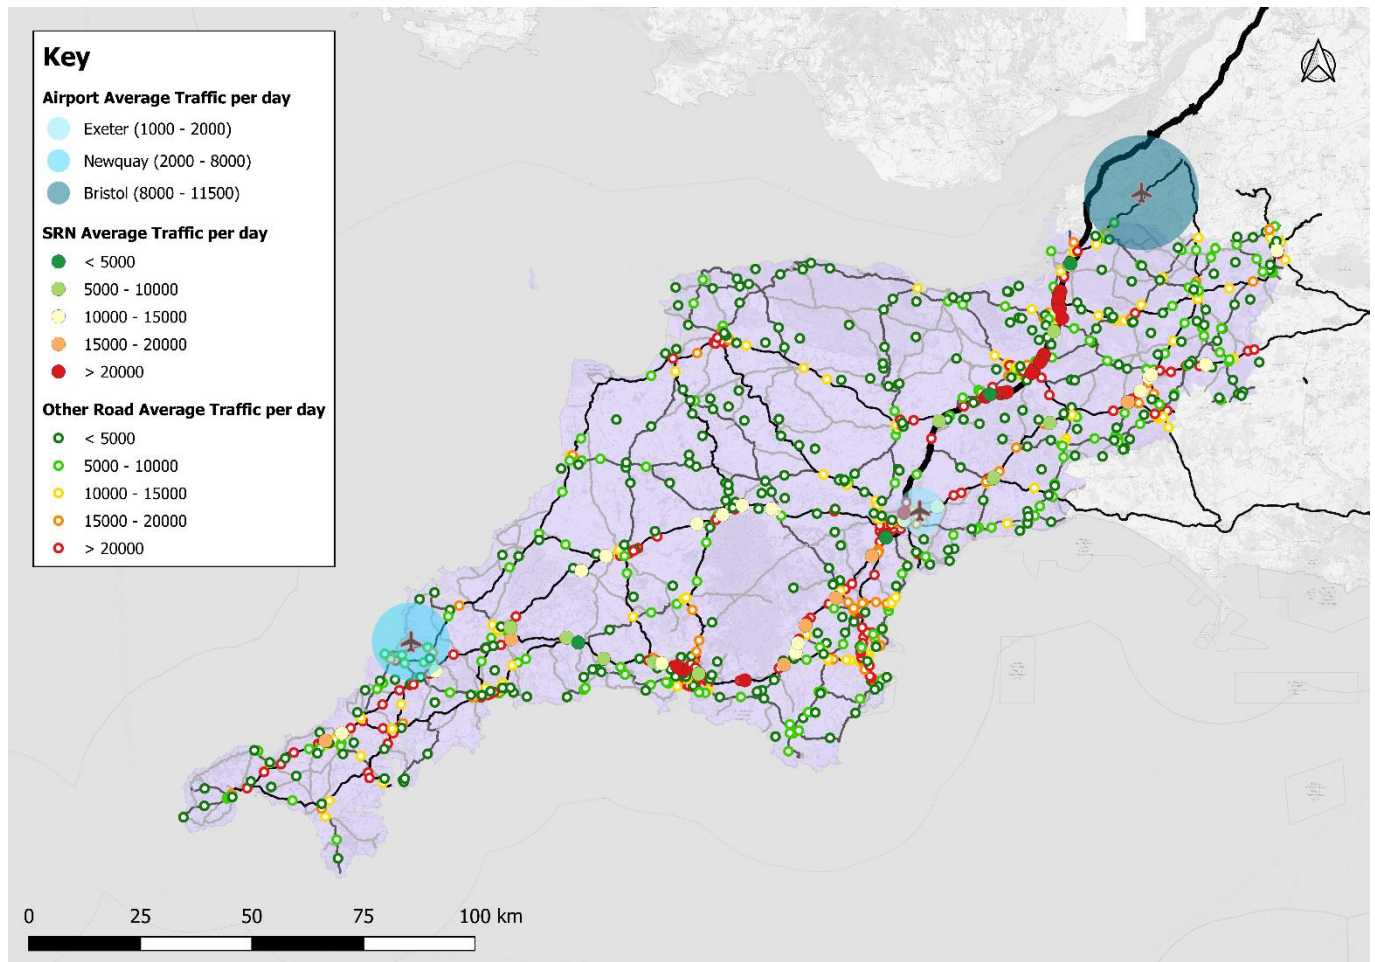 Key
Airport Average Traffic per day
Exeter (1000 - 2000)
Newquay (2000 - 8000)
Bristol (8000 - 11500)
SRN Average Traffic per day
< 5000
5000 - 10000
10000 - 15000
15000 - 20000
> 20000
Other Road Average Traffic per day
< 5000
5000 - 10000
10000 - 15000
15000 - 20000
> 20000
0 25 50 75 100 km